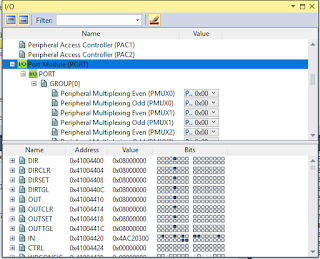 I/O
Filter:
Name Value
Peripheral Access Controller (PAC1)
Peripheral Access Controller (PAC2)
I/O Port Module (PORT)
I/O PORT
GROUP[0]
Peripheral Multiplexing Even (PMUX0) P... 0x00
Peripheral Multiplexing Odd (PMUX0) P... 0x00
Peripheral Multiplexing Even (PMUX1) P... 0x00
Peripheral Multiplexing Odd (PMUX1) P... 0x00
Peripheral Multiplexing Even (PMUX2) P... 0x00
Name Address Value Bits
DIR 0x41004400 0x08000000
DIRCLR 0x41004404 0x08000000
DIRSET 0x41004408 0x08000000
DIRTGL 0x4100440C 0x08000000
OUT 0x41004410 0x08000000
OUTCLR 0x41004414 0x08000000
OUTSET 0x41004418 0x08000000
OUTTGL 0x4100441C 0x08000000
IN 0x41004420 0x4AC20300
CTRL 0x41004424 0x00000000